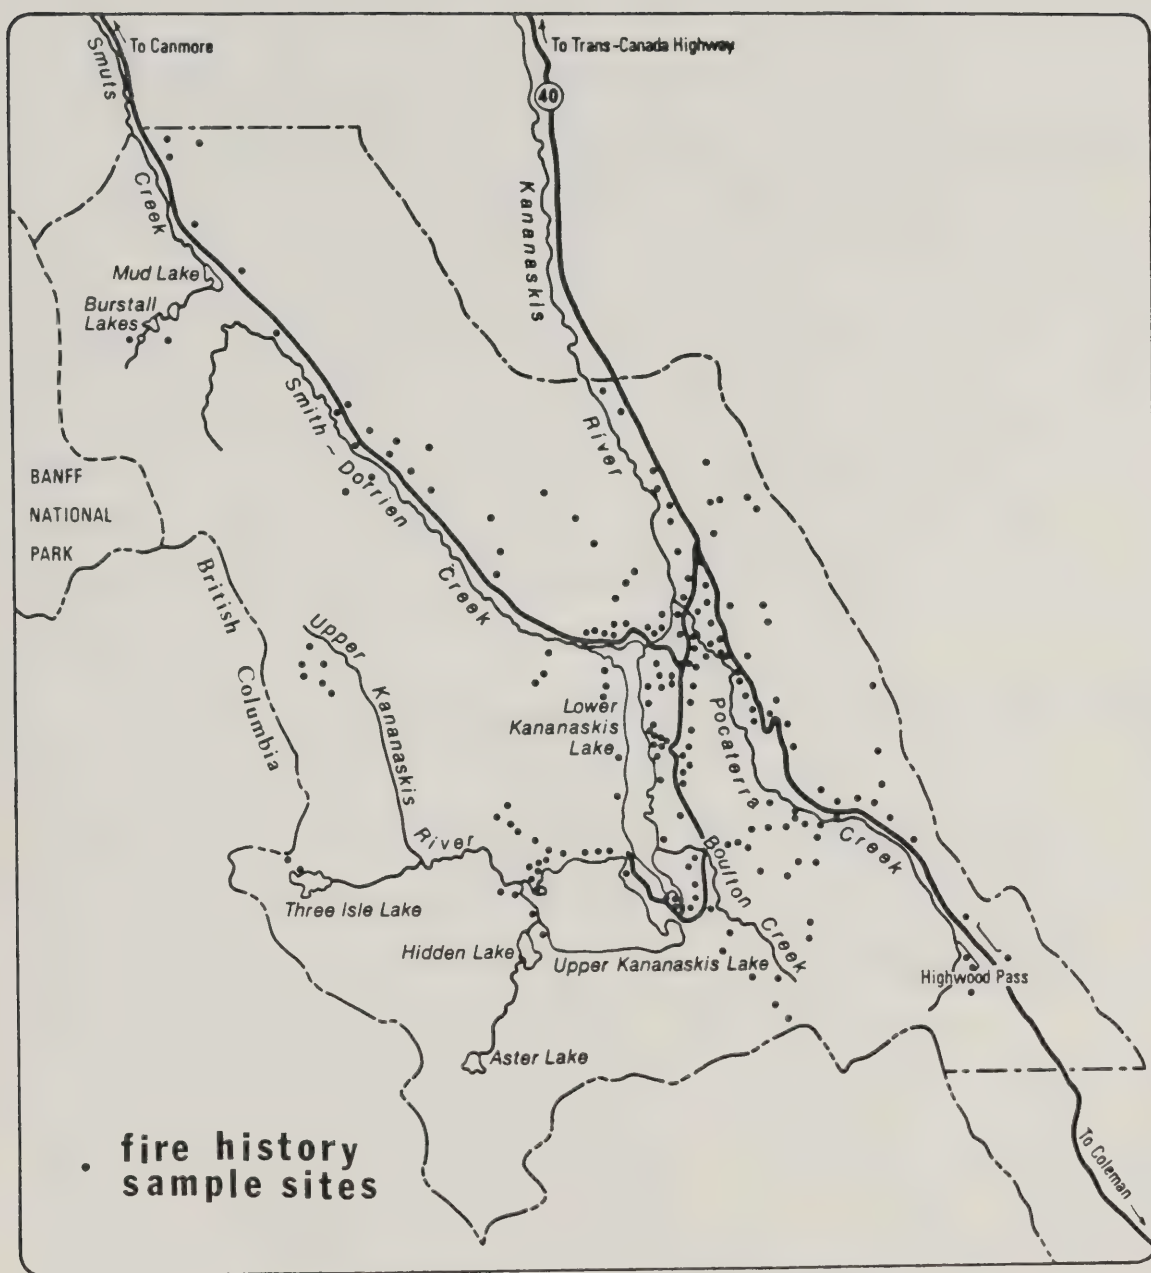 To Canmore
To Trans-Canada Highway
Smuts
Creek
40
Kananaskis
River
Mud Lake
Burstall
Lakes
Smith-Dorrien
Creek
BANFF
NATIONAL
PARK
British
Columbia
Upper
Kananaskis
River
Lower
Kananaskis
Lake
Pocaterra
Creek
Boulton
Creek
Three Isle Lake
Hidden Lake
Upper Kananaskis Lake
Highwood Pass
Aster Lake
To Coleman
fire history
sample sites